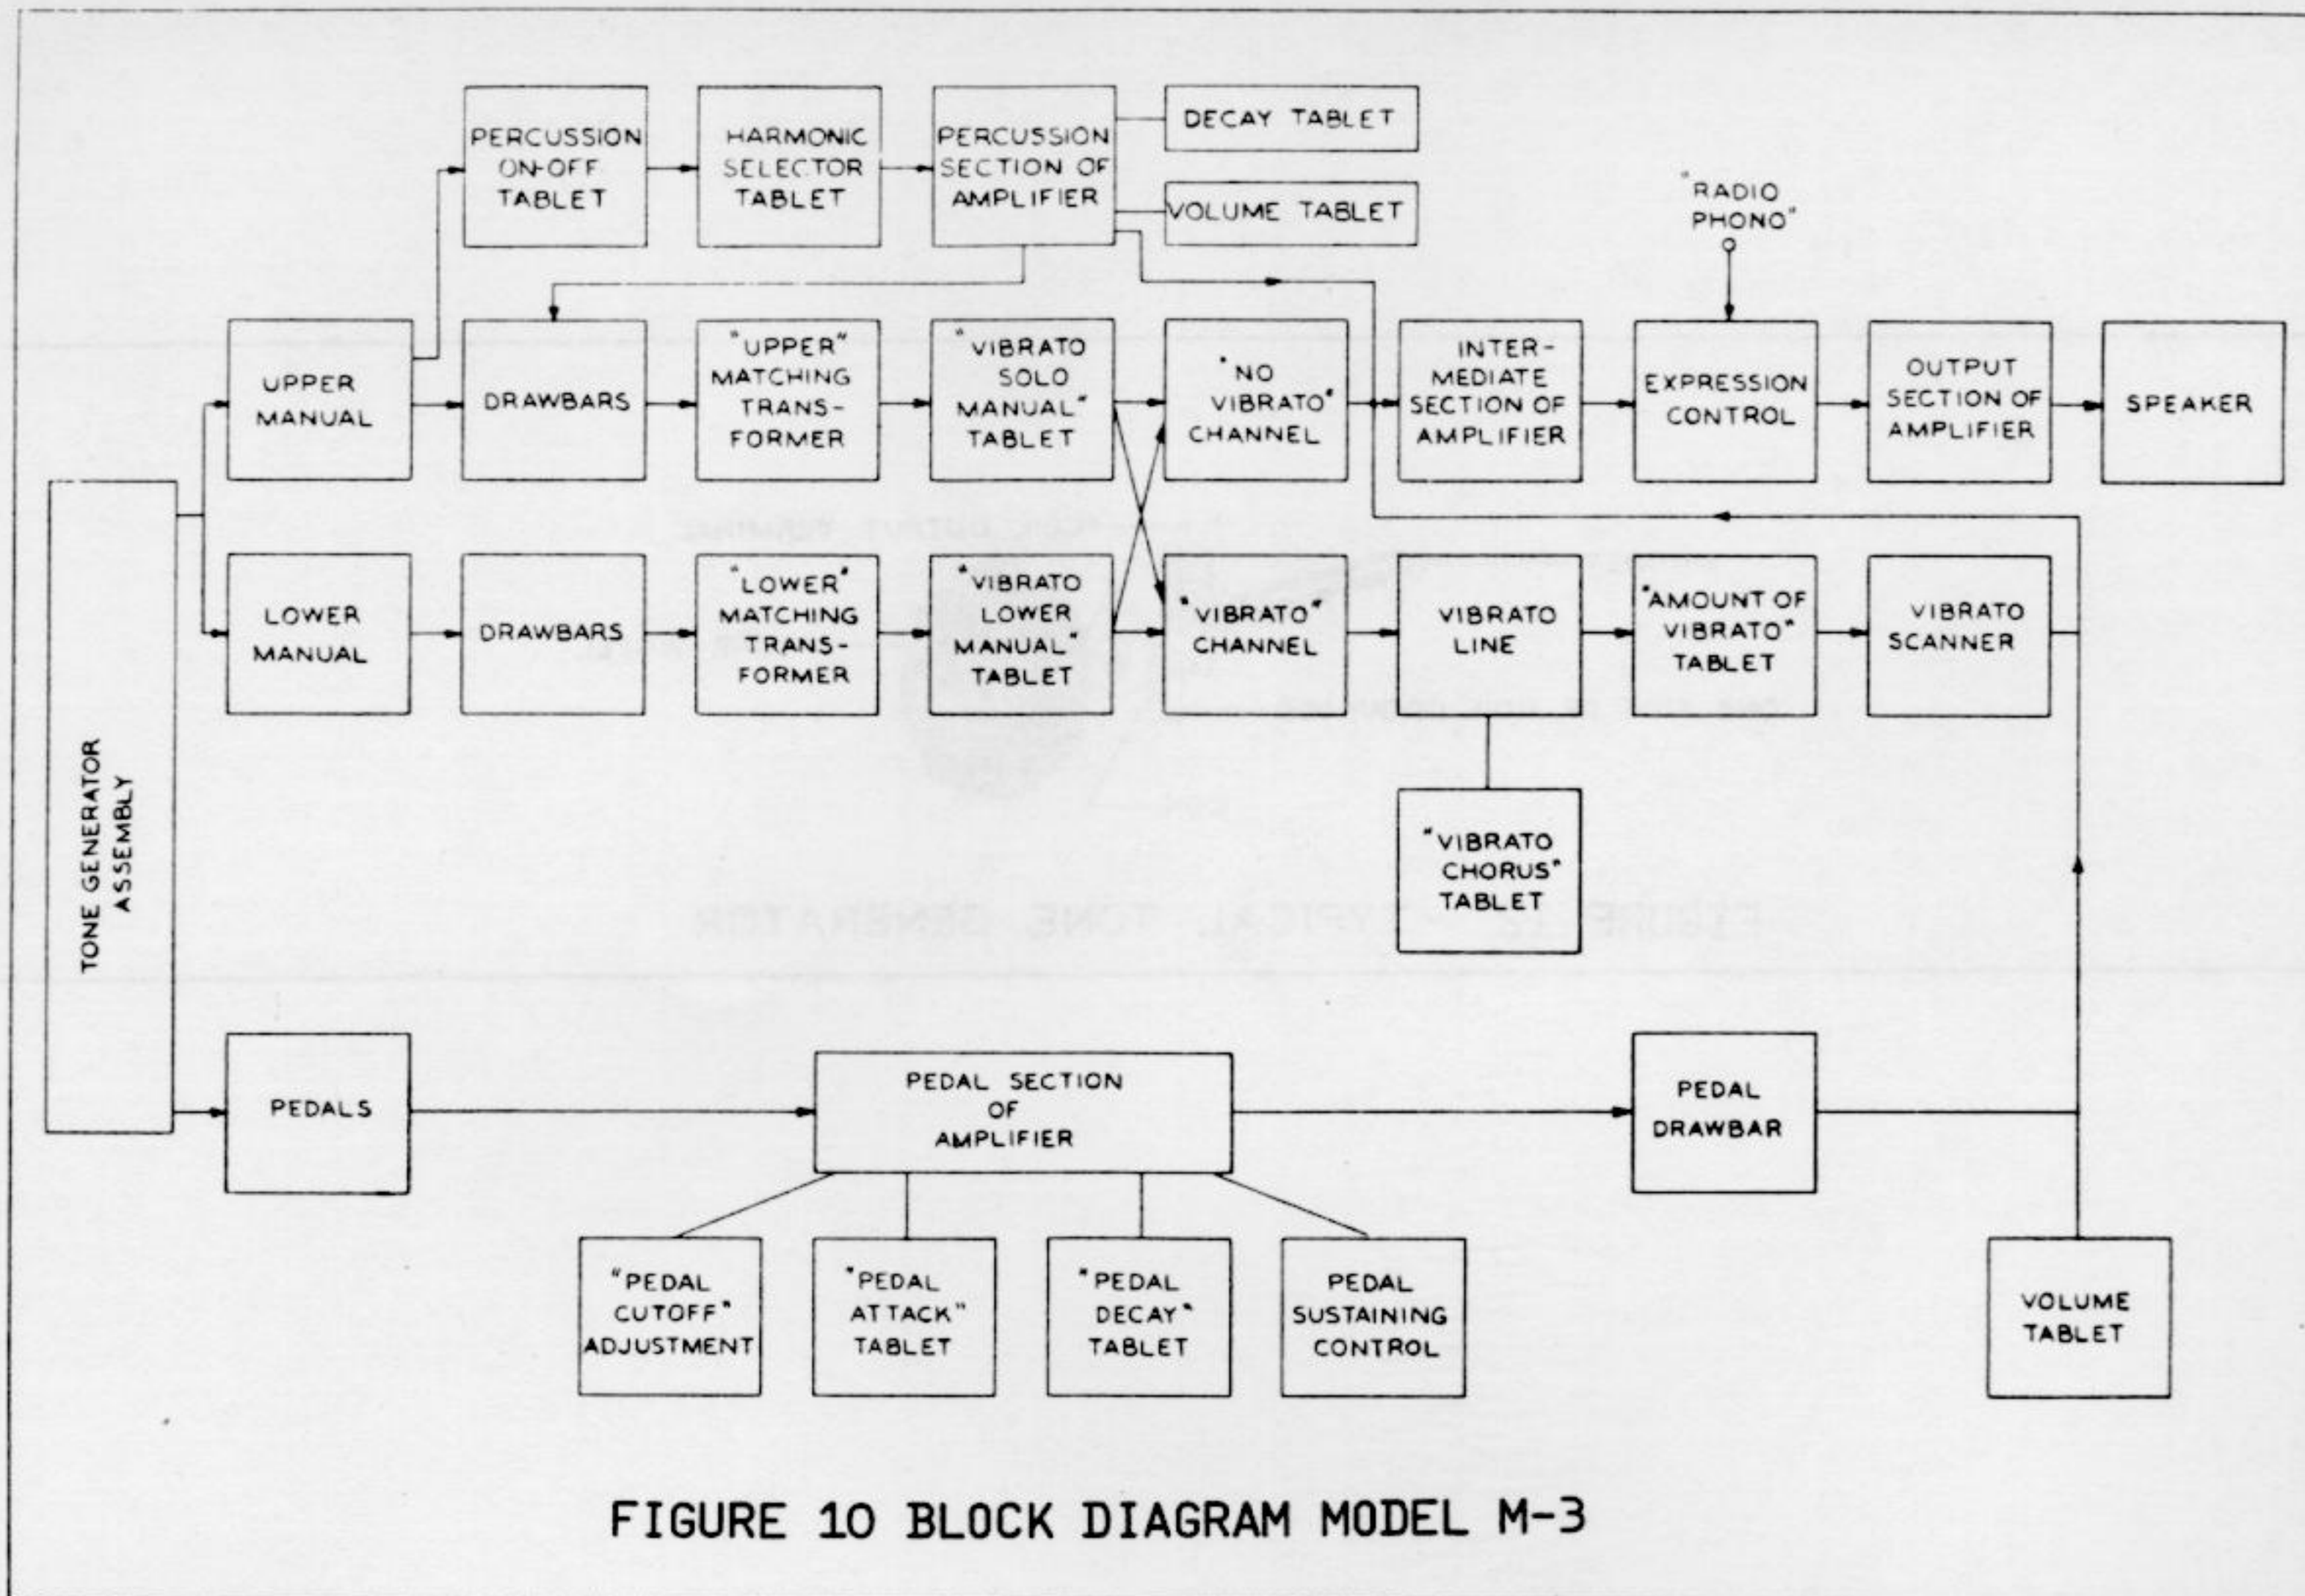 PERCUSSION
ON-OFF
TABLET
HARMONIC
SELECTOR
TABLET
PERCUSSION
SECTION OF
AMPLIFIER
DECAY TABLET
VOLUME TABLET
"RADIO
PHONO"
UPPER
MANUAL
DRAWBARS
"UPPER"
MATCHING
TRANS-
FORMER
"VIBRATO
SOLO
MANUAL"
TABLET
"NO
VIBRATO"
CHANNEL
INTER-
MEDIATE
SECTION OF
AMPLIFIER
EXPRESSION
CONTROL
OUTPUT
SECTION OF
AMPLIFIER
SPEAKER
LOWER
MANUAL
DRAWBARS
"LOWER"
MATCHING
TRANS-
FORMER
"VIBRATO
LOWER
MANUAL"
TABLET
"VIBRATO"
CHANNEL
VIBRATO
LINE
"AMOUNT OF
VIBRATO"
TABLET
VIBRATO
SCANNER
TONE GENERATOR
ASSEMBLY
"VIBRATO
CHORUS"
TABLET
PEDALS
PEDAL SECTION
OF
AMPLIFIER
PEDAL
DRAWBAR
"PEDAL
CUTOFF"
ADJUSTMENT
"PEDAL
ATTACK"
TABLET
"PEDAL
DECAY"
TABLET
PEDAL
SUSTAINING
CONTROL
VOLUME
TABLET
FIGURE 10 BLOCK DIAGRAM MODEL M-3